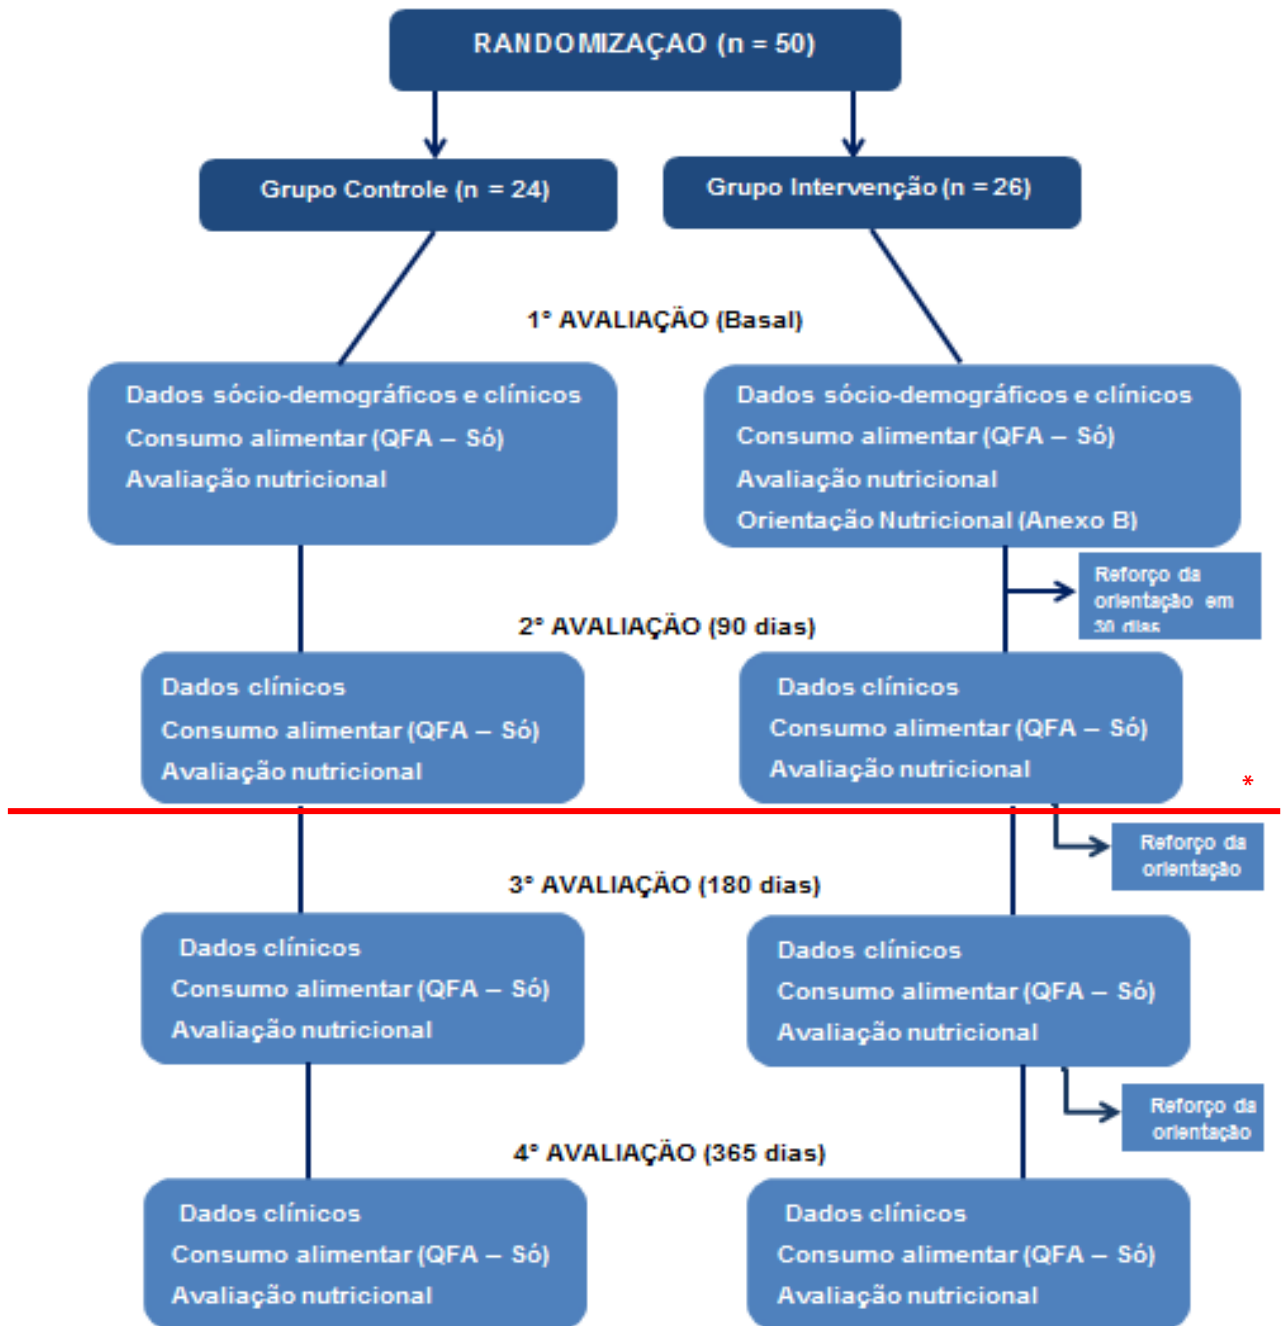 RANDOMIZAÇAO (n = 50)
Grupo Controle (n = 24)
Grupo Intervenção (n = 26)
1° AVALIAÇÃO (Basal)
Dados sócio-demográficos e clínicos
Consumo alimentar (QFA – Só)
Avaliação nutricional
Dados sócio-demográficos e clínicos
Consumo alimentar (QFA – Só)
Avaliação nutricional
Orientação Nutricional (Anexo B)
Reforço da
orientação em
30 dias
2° AVALIAÇÃO (90 dias)
Dados clínicos
Consumo alimentar (QFA – Só)
Avaliação nutricional
Dados clínicos
Consumo alimentar (QFA – Só)
Avaliação nutricional
*
Reforço da
orientação
3° AVALIAÇÃO (180 dias)
Dados clínicos
Consumo alimentar (QFA – Só)
Avaliação nutricional
Dados clínicos
Consumo alimentar (QFA – Só)
Avaliação nutricional
Reforço da
orientação
4° AVALIAÇÃO (365 dias)
Dados clínicos
Consumo alimentar (QFA – Só)
Avaliação nutricional
Dados clínicos
Consumo alimentar (QFA – Só)
Avaliação nutricional